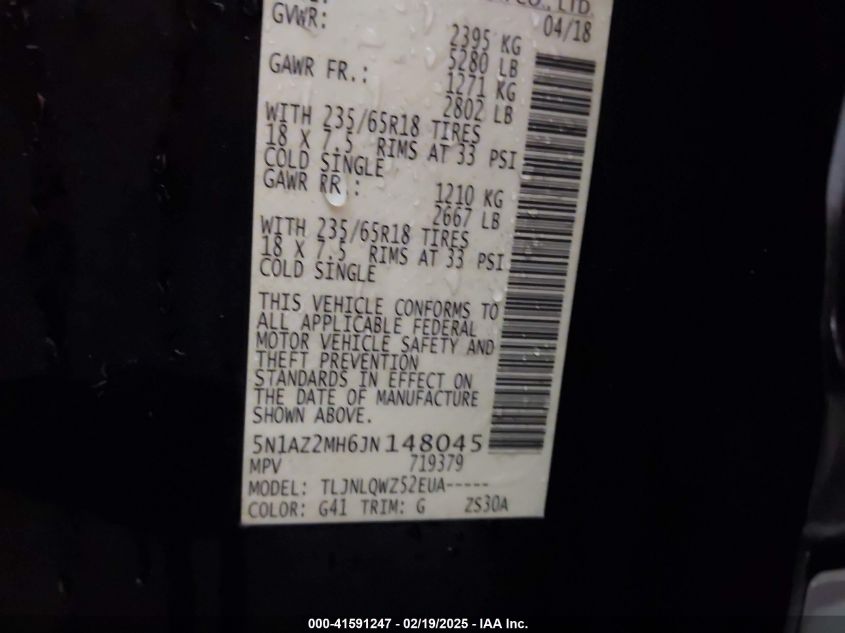 CO., LTD.
GVWR: 04/18
2395 KG
5280 LB
GAWR FR.: 1271 KG
2802 LB
WITH 235/65R18 TIRES
18 X 7.5 RIMS AT 33 PSI
COLD SINGLE
GAWR RR.: 1210 KG
2667 LB
WITH 235/65R18 TIRES
18 X 7.5 RIMS AT 33 PSI
COLD SINGLE
THIS VEHICLE CONFORMS TO
ALL APPLICABLE FEDERAL
MOTOR VEHICLE SAFETY AND
THEFT PREVENTION
STANDARDS IN EFFECT ON
THE DATE OF MANUFACTURE
SHOWN ABOVE.
5N1AZ2MH6JN148045
MPV 719379
MODEL: TLJNLQWZ52EUA-----
COLOR: G41 TRIM: G ZS30A
000-41591247 - 02/19/2025 - IAA Inc.